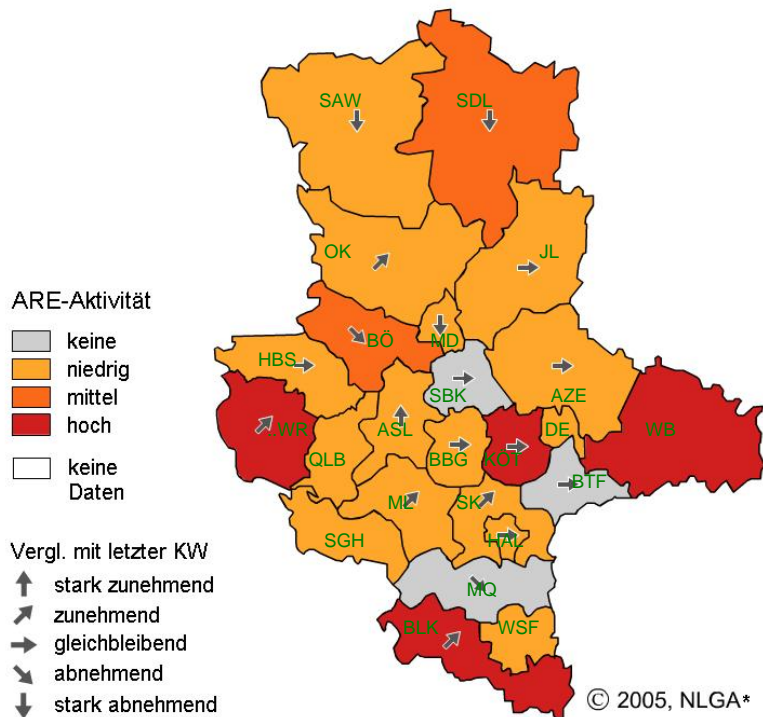 SAW
SDL
OK
JL
ARE-Aktivität
keine
niedrig
mittel
hoch
keine
Daten
BÖ
MD
HBS
SBK
AZE
..WR
ASL
DE
WB
QLB
BBG
KÖT
BTF
ML
SK
SGH
HAL
MQ
BLK
WSF
Vergl. mit letzter KW
stark zunehmend
zunehmend
gleichbleibend
abnehmend
stark abnehmend
© 2005, NLGA*